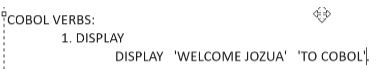 COBOL VERBS:
1. DISPLAY
DISPLAY 'WELCOME JOZUA' 'TO COBOL'.